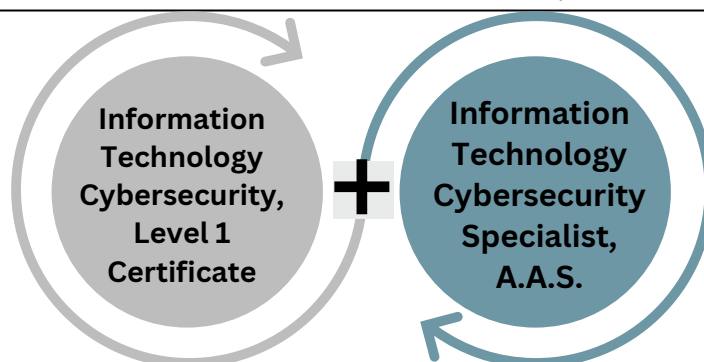 Information
Technology
Cybersecurity,
Level 1
Certificate
+
Information
Technology
Cybersecurity
Specialist,
A.A.S.